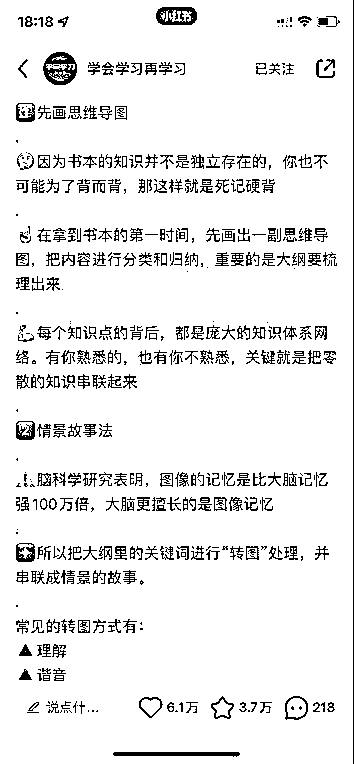 18:18
小红书
学会学习再学习
已关注
先画思维导图
.
因为书本的知识并不是独立存在的，你也不
可能为了背而背，那这样就是死记硬背
.
在拿到书本的第一时间，先画出一副思维导
图，把内容进行分类和归纳，重要的是大纲要梳
理出来
.
每个知识点的背后，都是庞大的知识体系网
络。有你熟悉的，也有你不熟悉，关键就是把零
散的知识串联起来
.
情景故事法
.
脑科学研究表明，图像的记忆是比大脑记忆
强100万倍，大脑更擅长的是图像记忆
.
所以把大纲里的关键词进行“转图”处理，并
串联成情景的故事。
.
常见的转图方式有：
▲理解
▲谐音
说点什...
6.1万
3.7万
218